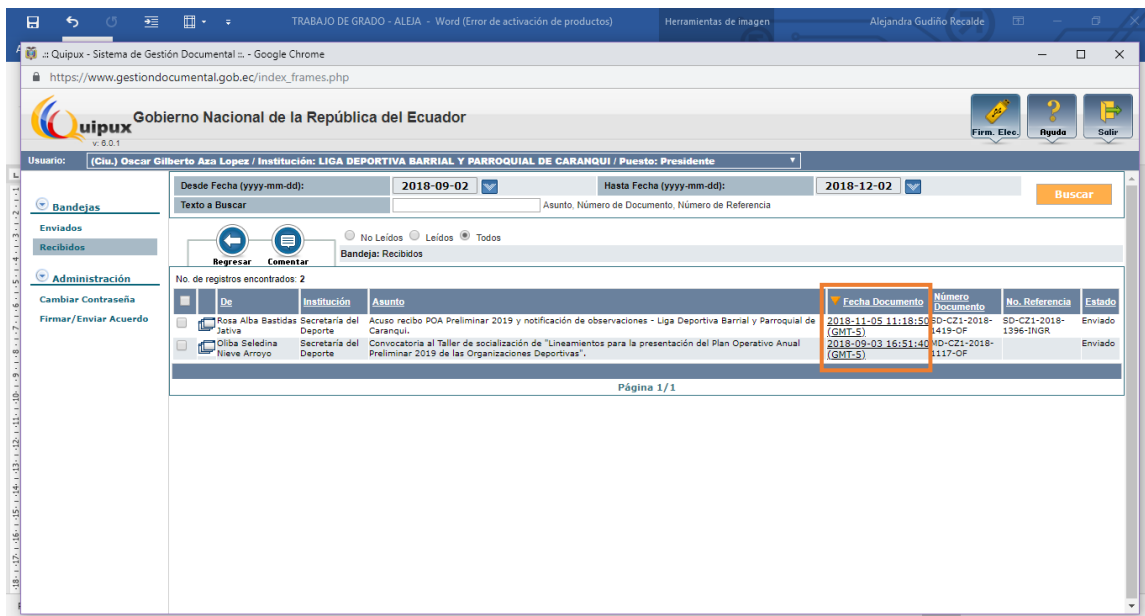 TRABAJO DE GRADO - ALEJA - Word (Error de activación de productos)
Herramientas de imagen
Alejandra Gudiño Recalde
.:: Quipux - Sistema de Gestión Documental ::. - Google Chrome
https://www.gestiondocumental.gob.ec/index_frames.php
Quipux
v: 6.0.1
Gobierno Nacional de la República del Ecuador
Firm. Elec.
Ayuda
Salir
Usuario:
(Ciu.) Oscar Gilberto Aza Lopez / Institución: LIGA DEPORTIVA BARRIAL Y PARROQUIAL DE CARANQUI / Puesto: Presidente
Bandejas
Enviados
Recibidos
Administración
Cambiar Contraseña
Firmar/Enviar Acuerdo
Desde Fecha (yyyy-mm-dd):
2018-09-02
Hasta Fecha (yyyy-mm-dd):
2018-12-02
Buscar
Texto a Buscar
Asunto, Número de Documento, Número de Referencia
Regresar
Comentar
No Leídos
Leídos
Todos
Bandeja: Recibidos
No. de registros encontrados: 2
De
Institución
Asunto
Fecha Documento
Número
Documento
No. Referencia
Estado
Rosa Alba Bastidas
Jativa
Secretaría del
Deporte
Acuso recibo POA Preliminar 2019 y notificación de observaciones - Liga Deportiva Barrial y Parroquial de
Caranqui.
2018-11-05 11:18:50
(GMT-5)
SD-CZ1-2018-
1419-OF
SD-CZ1-2018-
1396-INGR
Enviado
Oliba Seledina
Nieve Arroyo
Secretaría del
Deporte
Convocatoria al Taller de socialización de "Lineamientos para la presentación del Plan Operativo Anual
Preliminar 2019 de las Organizaciones Deportivas".
2018-09-03 16:51:40
(GMT-5)
MD-CZ1-2018-
1117-OF
Enviado
Página 1/1